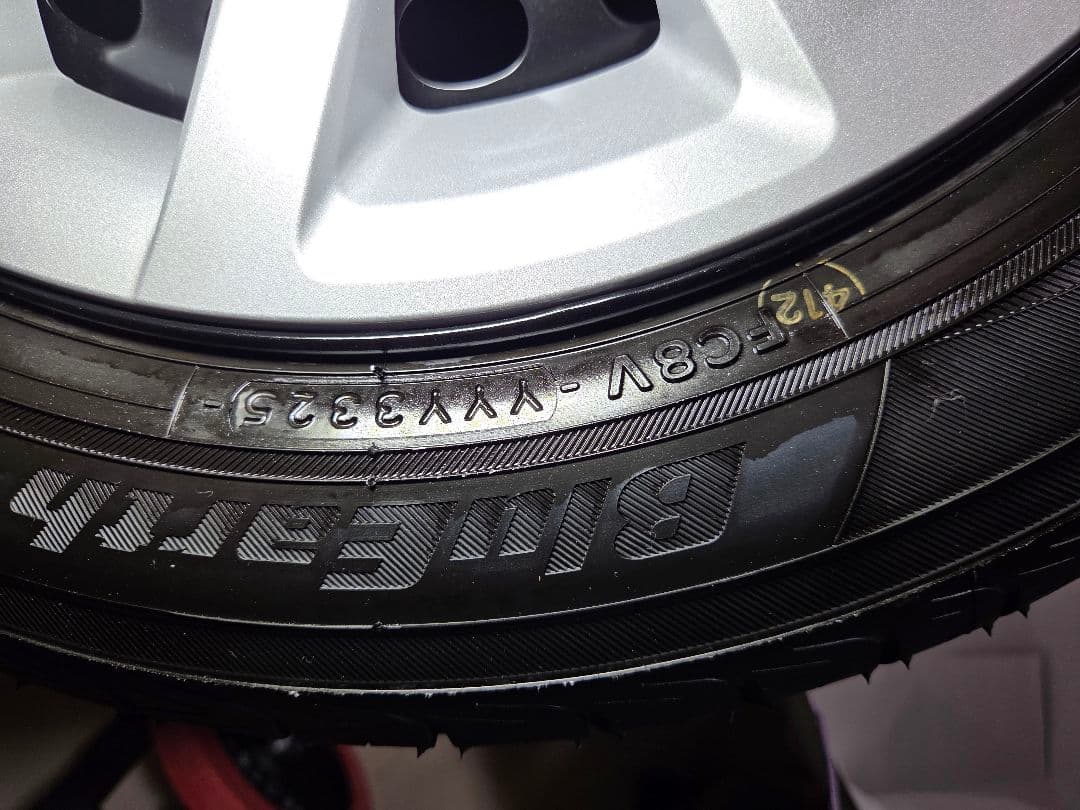 (412)
FC8V - YYY3325 -
BluEarth